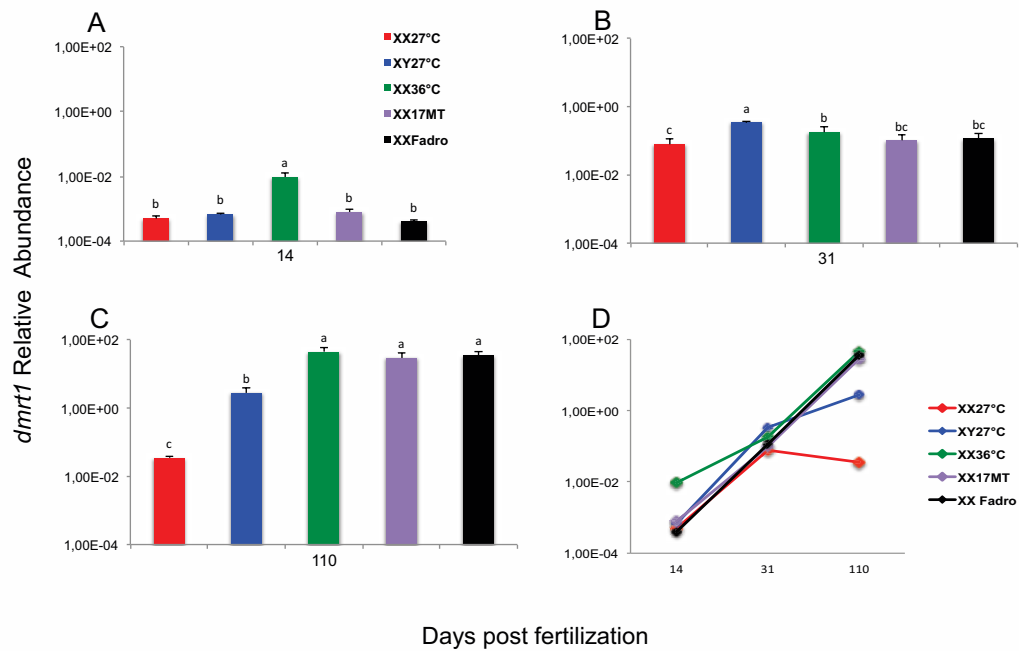 A
1,00E+02
1,00E+00
1,00E-02
1,00E-04
b
b
a
b
b
14
XX27°C
XY27°C
XX36°C
XX17MT
XXFadro
B
1,00E+02
1,00E+00
1,00E-02
1,00E-04
c
a
b
bc
bc
31
dmrt1 Relative Abundance
C
1,00E+02
1,00E+00
1,00E-02
1,00E-04
c
b
a
a
a
110
D
1,00E+02
1,00E+00
1,00E-02
1,00E-04
14 31 110
XX27°C
XY27°C
XX36°C
XX17MT
XX Fadro
Days post fertilization